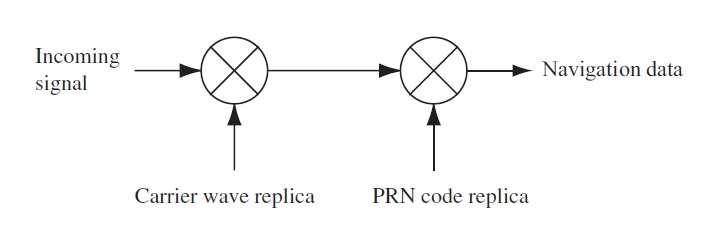 Incoming
signal
Navigation data
Carrier wave replica
PRN code replica